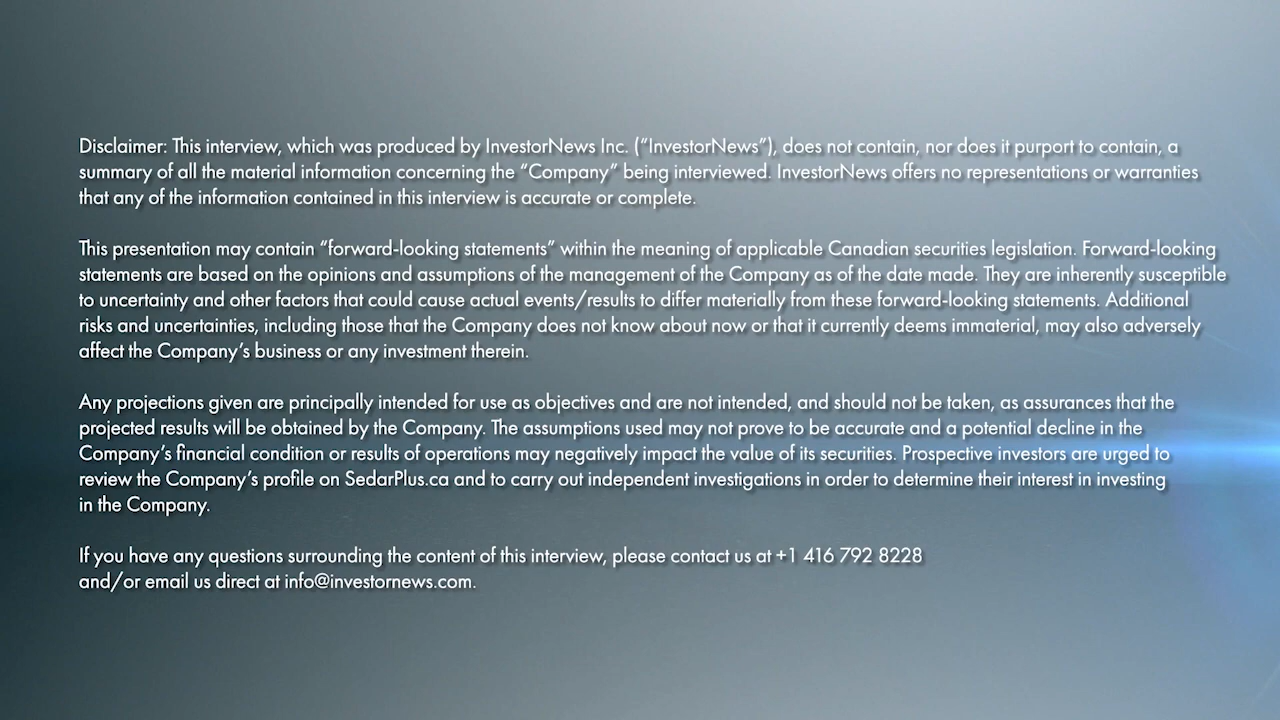 Disclaimer: This interview, which was produced by InvestorNews Inc. (“InvestorNews”), does not contain, nor does it purport to contain, a
summary of all the material information concerning the “Company” being interviewed. InvestorNews offers no representations or warranties
that any of the information contained in this interview is accurate or complete.
This presentation may contain “forward-looking statements” within the meaning of applicable Canadian securities legislation. Forward-looking
statements are based on the opinions and assumptions of the management of the Company as of the date made. They are inherently susceptible
to uncertainty and other factors that could cause actual events/results to differ materially from these forward-looking statements. Additional
risks and uncertainties, including those that the Company does not know about now or that it currently deems immaterial, may also adversely
affect the Company’s business or any investment therein.
Any projections given are principally intended for use as objectives and are not intended, and should not be taken, as assurances that the
projected results will be obtained by the Company. The assumptions used may not prove to be accurate and a potential decline in the
Company’s financial condition or results of operations may negatively impact the value of its securities. Prospective investors are urged to
review the Company’s profile on SedarPlus.ca and to carry out independent investigations in order to determine their interest in investing
in the Company.
If you have any questions surrounding the content of this interview, please contact us at +1 416 792 8228
and/or email us direct at info@investornews.com.